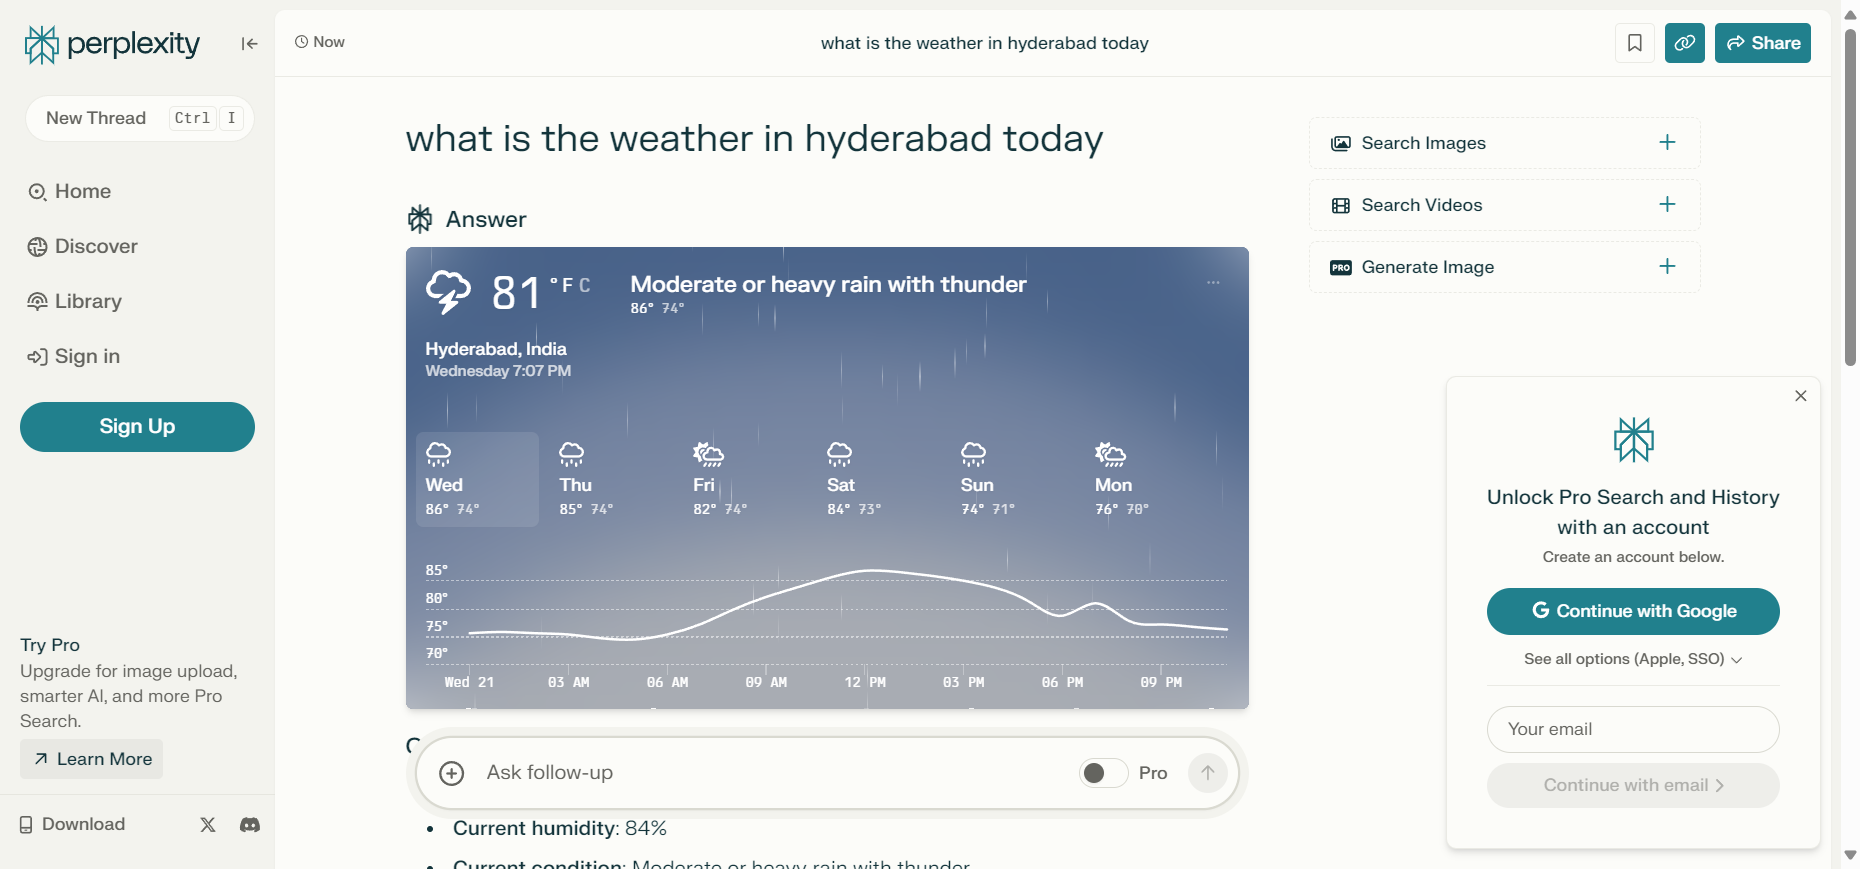 perplexity
New Thread Ctrl I
Home
Discover
Library
Sign in
Sign Up
Try Pro
Upgrade for image upload,
smarter AI, and more Pro
Search.
Learn More
Download
Now
what is the weather in hyderabad today
Share
what is the weather in hyderabad today
Answer
81 °F C
Moderate or heavy rain with thunder
86° 74°
Hyderabad, India
Wednesday 7:07 PM
Wed Thu Fri Sat Sun Mon
86° 74° 85° 74° 82° 74° 84° 73° 74° 71° 76° 70°
85°
80°
75°
70°
Wed 21 03 AM 06 AM 09 AM 12 PM 03 PM 06 PM 09 PM
Ask follow-up Pro
• Current humidity: 84%
• Current condition: Moderate or heavy rain with thunder
Search Images
Search Videos
PRO Generate Image
Unlock Pro Search and History
with an account
Create an account below.
G Continue with Google
See all options (Apple, SSO)
Your email
Continue with email